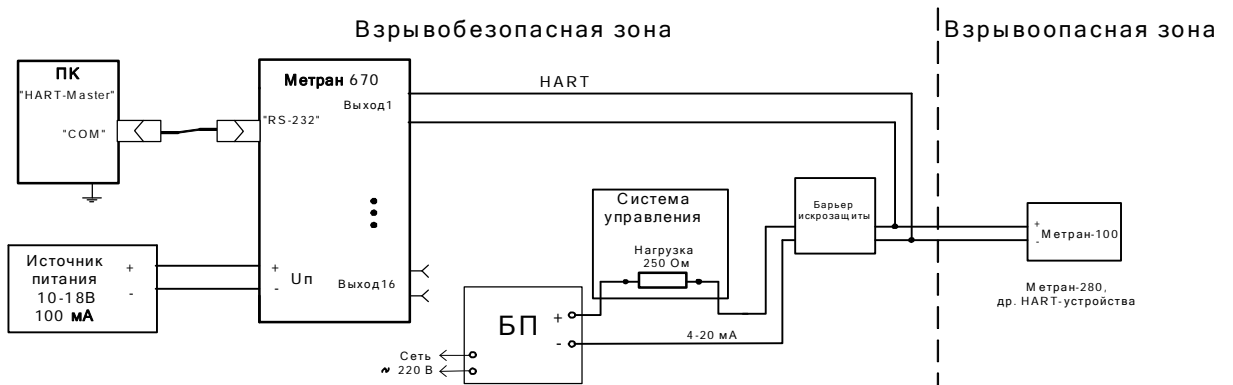 Взрывобезопасная зона
Взрывоопасная зона
ПК
"HART-Master"
"COM"
Метран 670
Выход1
"RS-232"
HART
Источник
питания
10-18В
100 мА
+
-
+
-
Uп
Выход16
Система
управления
Нагрузка
250 Ом
БП
+
-
4-20 мА
Сеть
~ 220 В
Барьер
искрозащиты
+
-
Метран-100
Метран-280,
др. HART-устройства